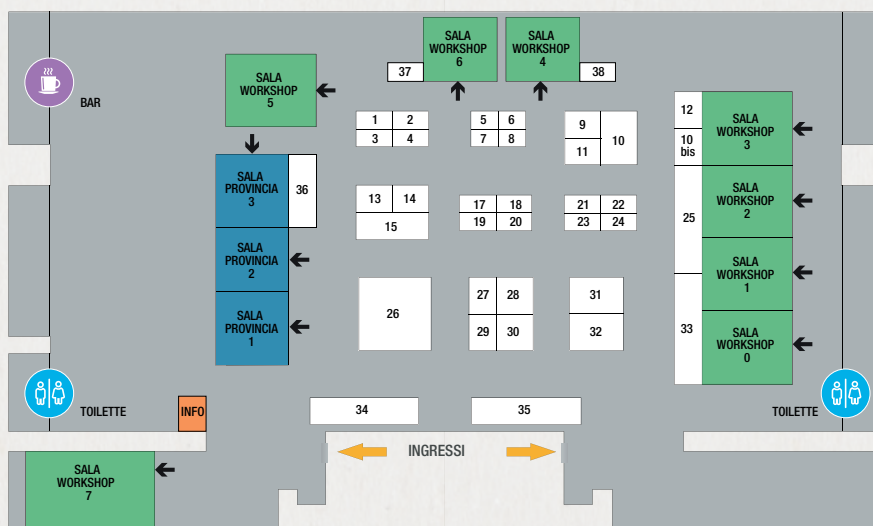 SALA
WORKSHOP
6
SALA
WORKSHOP
4
37
38
SALA
WORKSHOP
5
BAR
1 2
3 4
5 6
7 8
9
10
11
12
10
bis
SALA
WORKSHOP
3
SALA
PROVINCIA
3
36
13 14
15
17 18
19 20
21 22
23 24
25
SALA
WORKSHOP
2
SALA
PROVINCIA
2
SALA
WORKSHOP
1
26
27 28
29 30
31
32
33
SALA
PROVINCIA
1
SALA
WORKSHOP
0
TOILETTE
INFO
34
35
TOILETTE
INGRESSI
SALA
WORKSHOP
7